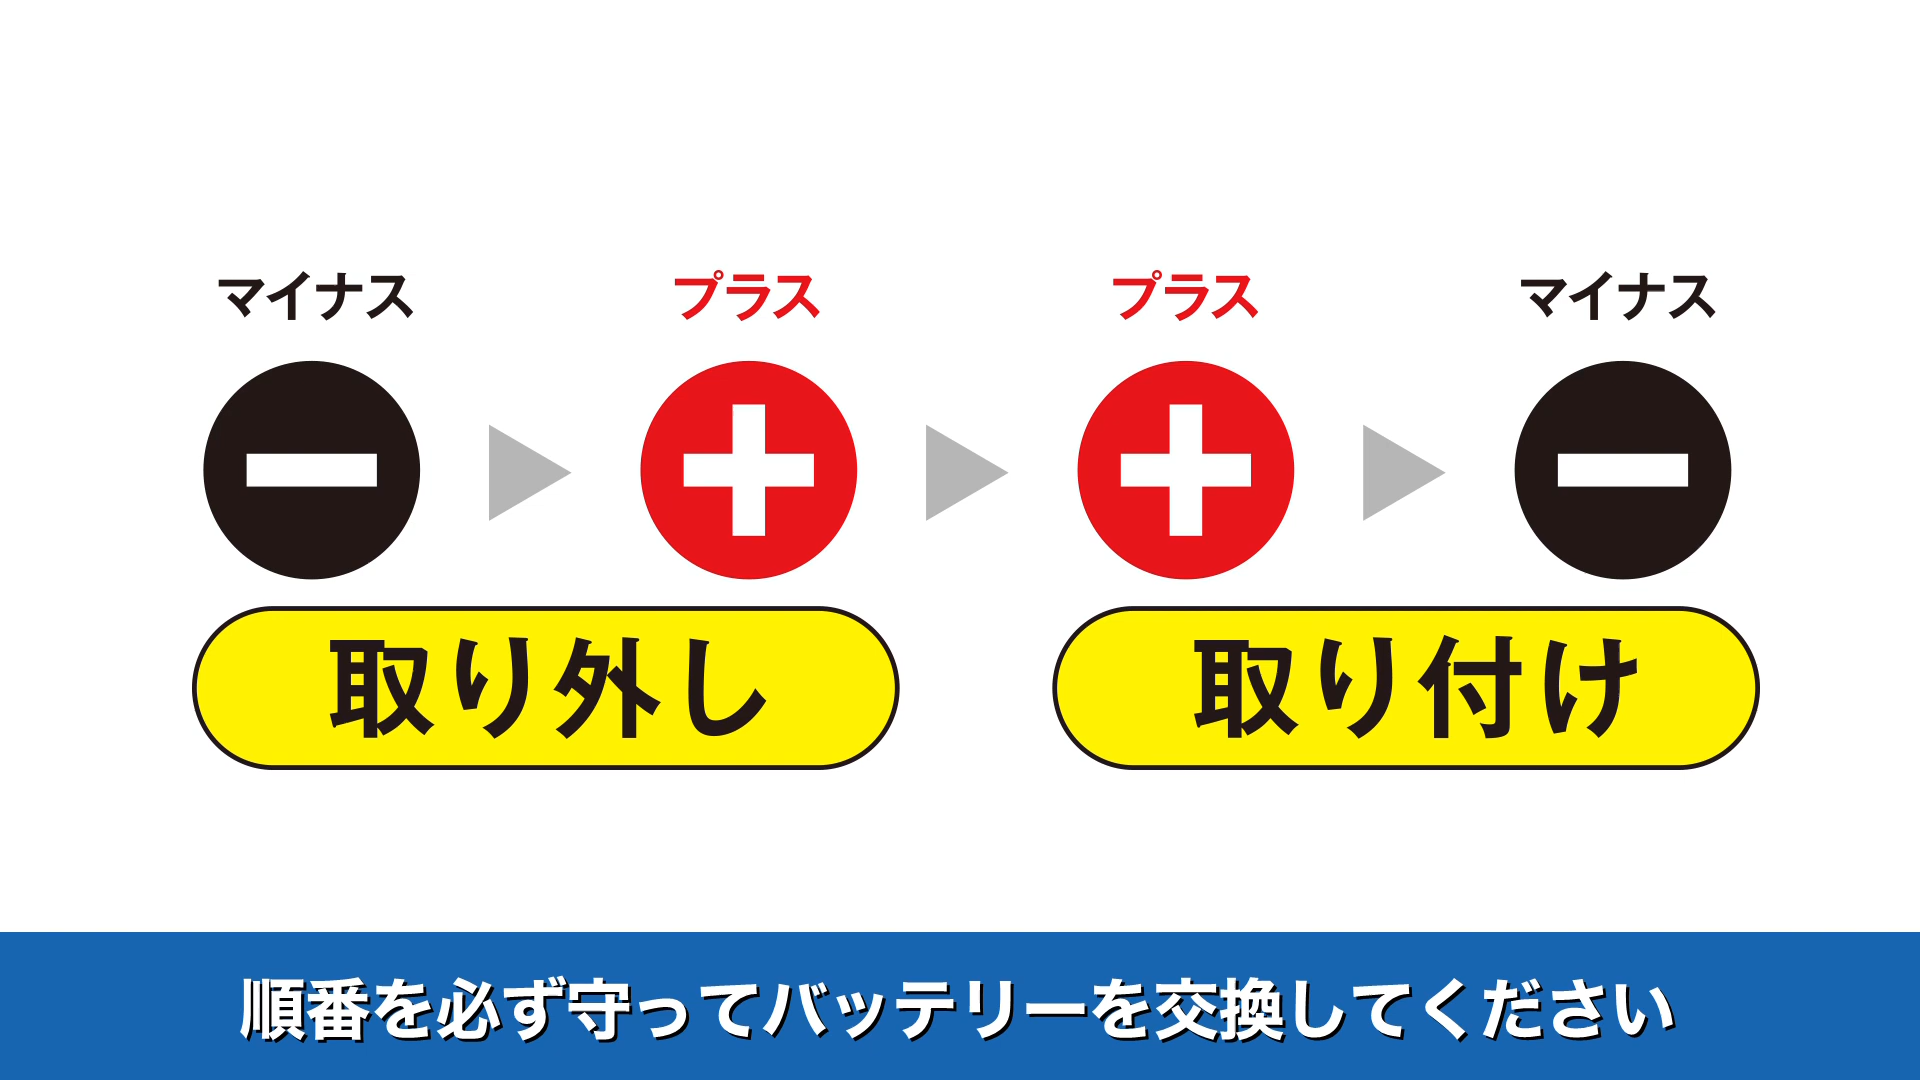 マイナス
プラス
プラス
マイナス
取り外し
取り付け
順番を必ず守ってバッテリーを交換してください